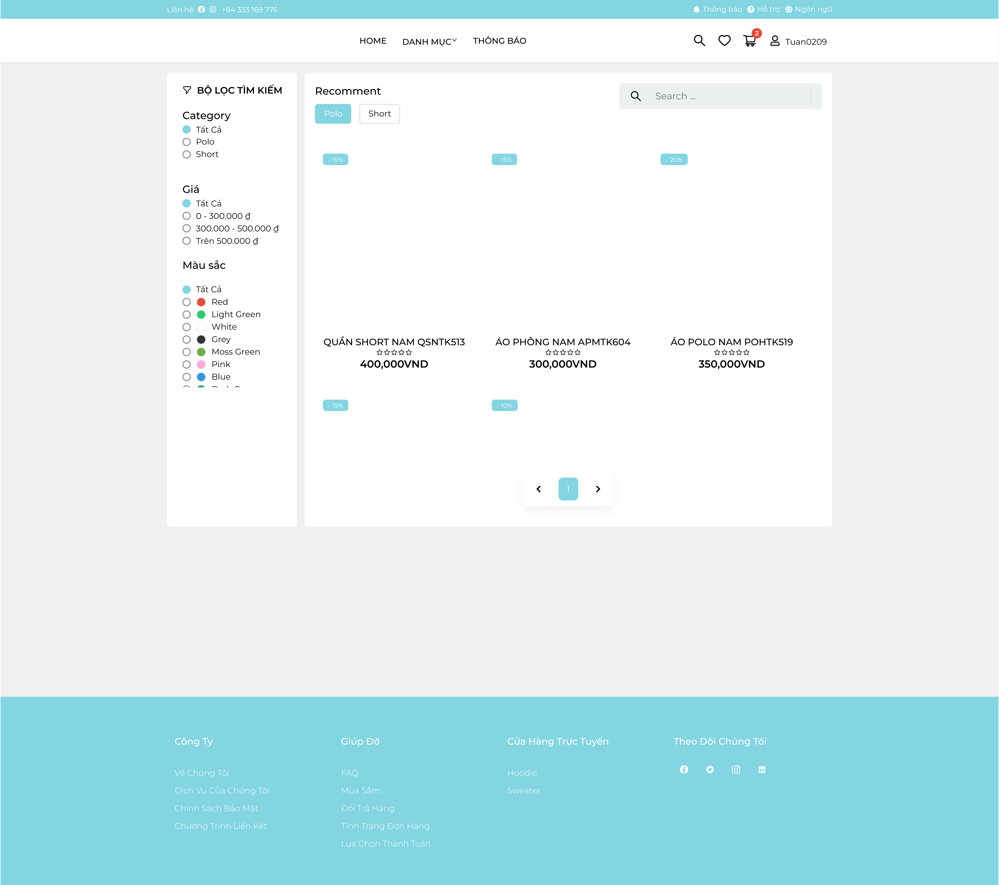 Liên hệ +84 333 169 776
Thông báo Hỗ trợ Ngôn ngữ
HOME DANH MỤC THÔNG BÁO
2
Tuan0209
BỘ LỌC TÌM KIẾM
Category
Tất Cả
Polo
Short
Giá
Tất Cả
0 - 300.000 ₫
300.000 - 500.000 ₫
Trên 500.000 ₫
Màu sắc
Tất Cả
Red
Light Green
White
Grey
Moss Green
Pink
Blue
Recomment
Search ...
Polo Short
- 15% - 15% - 20%
QUẦN SHORT NAM QSNTK513
400,000VND
ÁO PHÔNG NAM APMTK604
300,000VND
ÁO POLO NAM POHTK519
350,000VND
- 15% - 10%
1
Công Ty
Về Chúng Tôi
Dịch Vụ Của Chúng Tôi
Chính Sách Bảo Mật
Chương Trình Liên Kết
Giúp Đỡ
FAQ
Mua Sắm
Đổi Trả Hàng
Tình Trạng Đơn Hàng
Lựa Chọn Thanh Toán
Cửa Hàng Trực Tuyến
Hoodie
Sweater
Theo Dõi Chúng Tôi